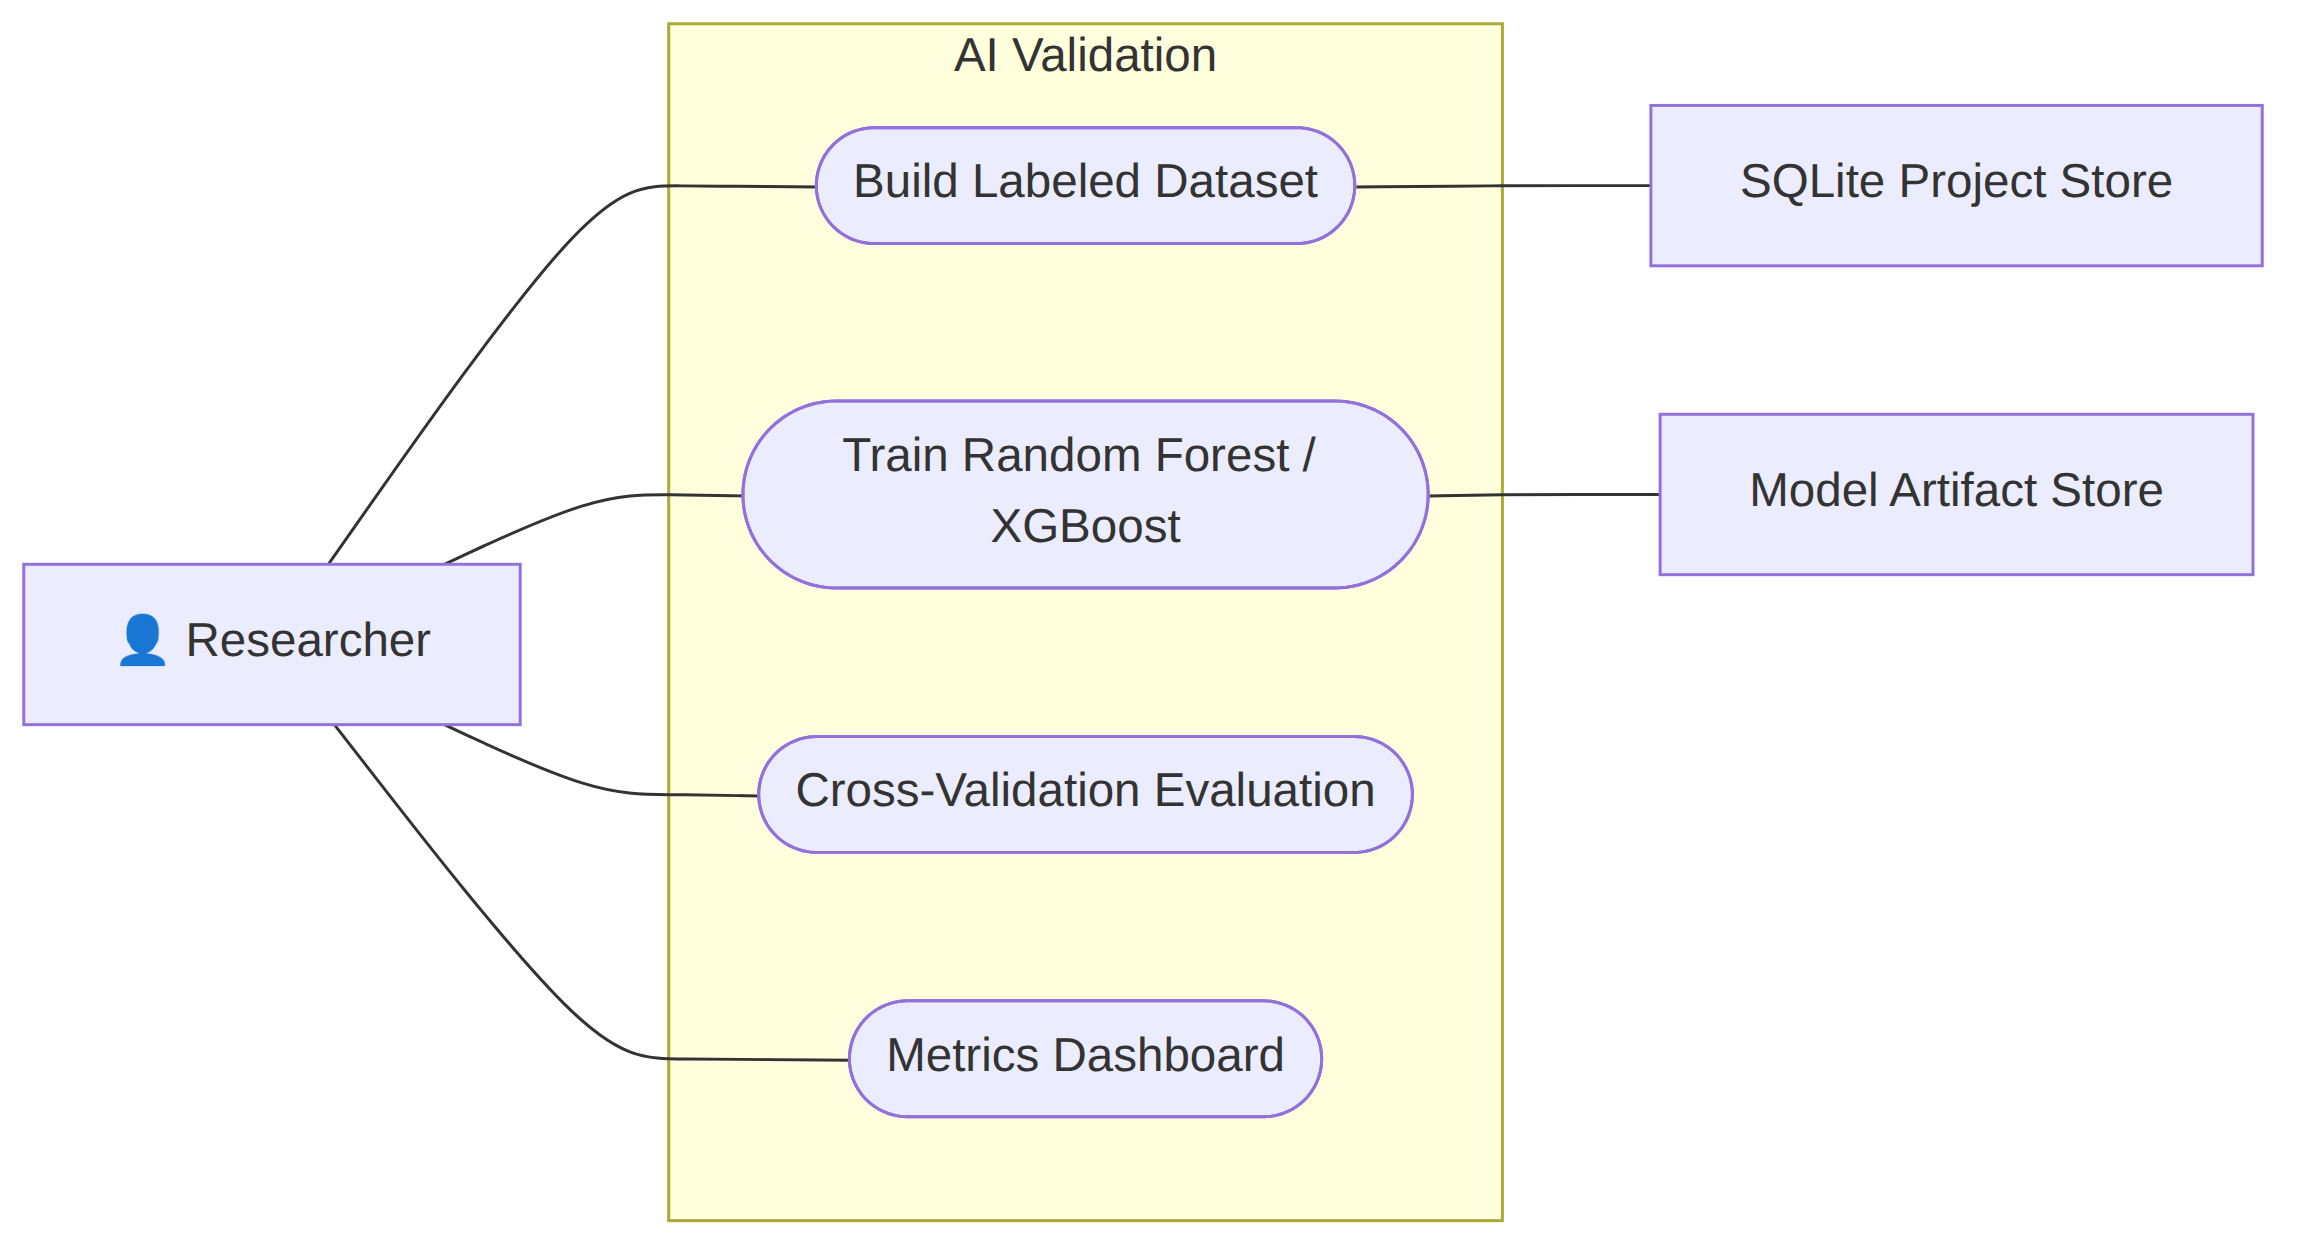 AI Validation
Build Labeled Dataset
SQLite Project Store
Train Random Forest /
XGBoost
Model Artifact Store
👤 Researcher
Cross-Validation Evaluation
Metrics Dashboard